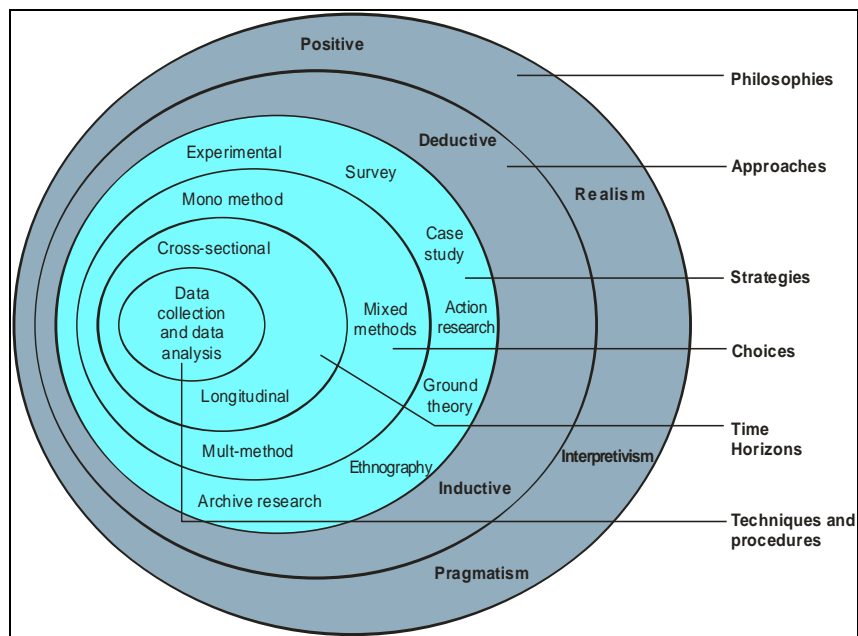 Positive
Philosophies
Deductive
Approaches
Experimental
Survey
Realism
Mono method
Case
study
Cross-sectional
Strategies
Data
collection
and data
analysis
Mixed
methods
Action
research
Choices
Longitudinal
Ground
theory
Time
Horizons
Mult-method
Ethnography
Interpretivism
Inductive
Archive research
Techniques and
procedures
Pragmatism